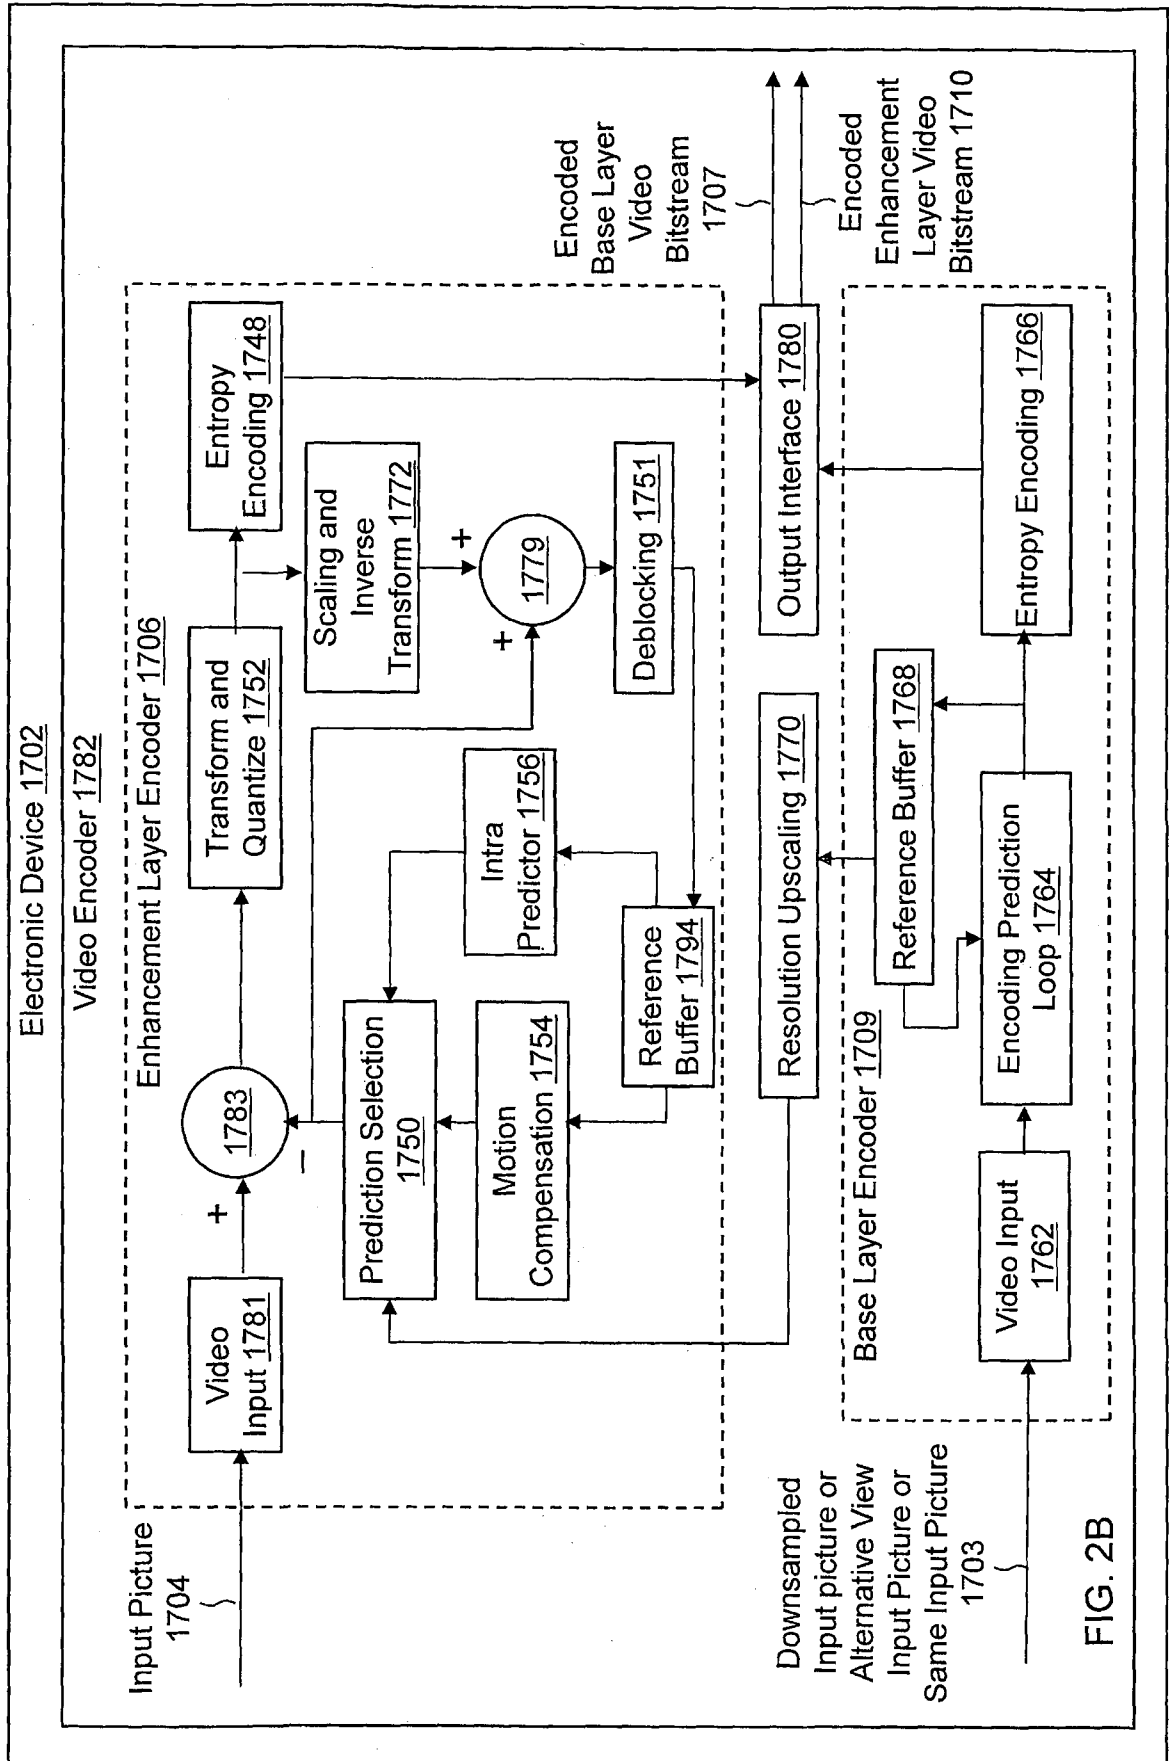 Electronic Device 1702
Video Encoder 1782
Enhancement Layer Encoder 1706
Input Picture
1704
Video
Input 1781
+
1783
−
Transform and
Quantize 1752
Entropy
Encoding 1748
Scaling and
Inverse
Transform 1772
+
+
1779
Prediction Selection
1750
Intra
Predictor 1756
Motion
Compensation 1754
Reference
Buffer 1794
Deblocking 1751
Encoded
Base Layer
Video
Bitstream
1707
Resolution Upscaling 1770
Output Interface 1780
Encoded
Enhancement
Layer Video
Bitstream 1710
Downsampled
Input picture or
Alternative View
Input Picture or
Same Input Picture
1703
Base Layer Encoder 1709
Reference Buffer 1768
Video Input
1762
Encoding Prediction
Loop 1764
Entropy Encoding 1766
FIG. 2B